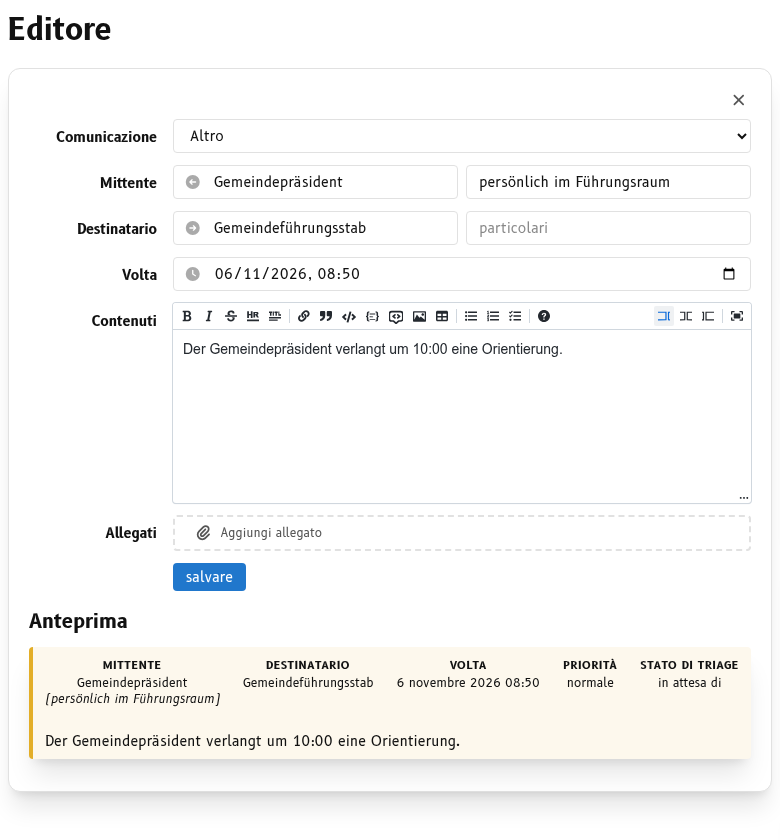 Editore
Comunicazione Altro
Mittente Gemeindepräsident persönlich im Führungsraum
Destinatario Gemeindeführungsstab particolari
Volta 06/11/2026, 08:50
Contenuti B I S HR TITL
Der Gemeindepräsident verlangt um 10:00 eine Orientierung.
Allegati Aggiungi allegato
salvare
Anteprima
MITTENTE DESTINATARIO VOLTA PRIORITÀ STATO DI TRIAGE
Gemeindepräsident Gemeindeführungsstab 6 novembre 2026 08:50 normale in attesa di
[persönlich im Führungsraum]
Der Gemeindepräsident verlangt um 10:00 eine Orientierung.